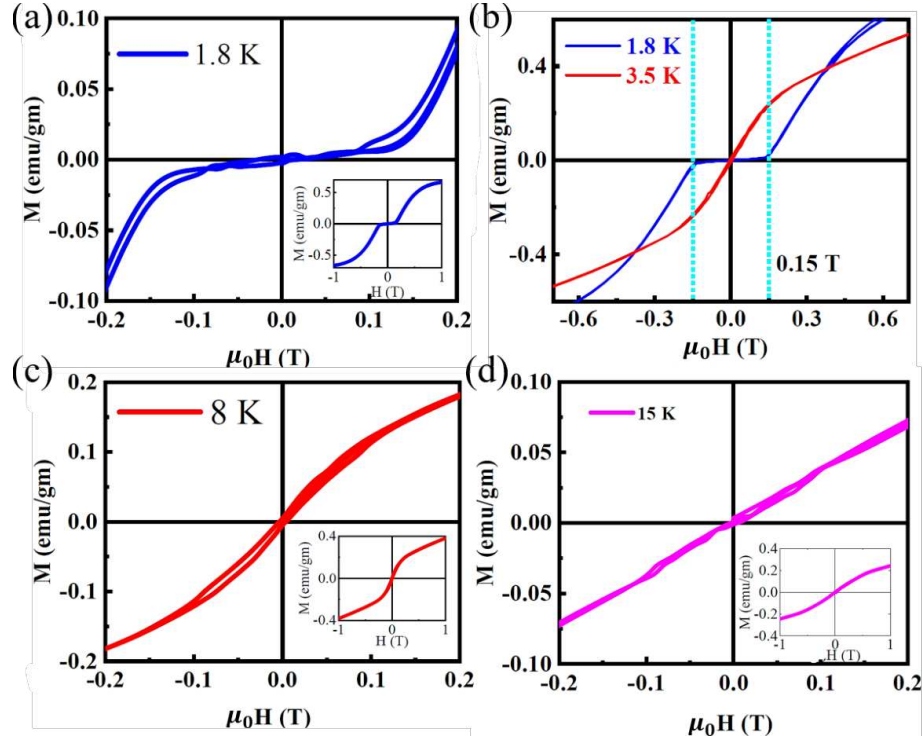 (a)
1.8 K
M (emu/gm)
0.10
0.05
0.00
-0.05
-0.10
-0.2 -0.1 0.0 0.1 0.2
μ₀H (T)
M (emu/gm)
0.5
0.0
-0.5
-1 0 1
H (T)
(b)
1.8 K
3.5 K
M (emu/gm)
0.4
0.0
-0.4
0.15 T
-0.6 -0.3 0.0 0.3 0.6
μ₀H (T)
(c)
8 K
M (emu/gm)
0.2
0.1
0.0
-0.1
-0.2
-0.2 -0.1 0.0 0.1 0.2
μ₀H (T)
M (emu/gm)
0.4
0.0
-0.4
-1 0 1
H (T)
(d)
15 K
M (emu/gm)
0.10
0.05
0.00
-0.05
-0.10
-0.2 -0.1 0.0 0.1 0.2
μ₀H (T)
M (emu/gm)
0.4
0.2
0.0
-0.2
-0.4
-1 0 1
H (T)